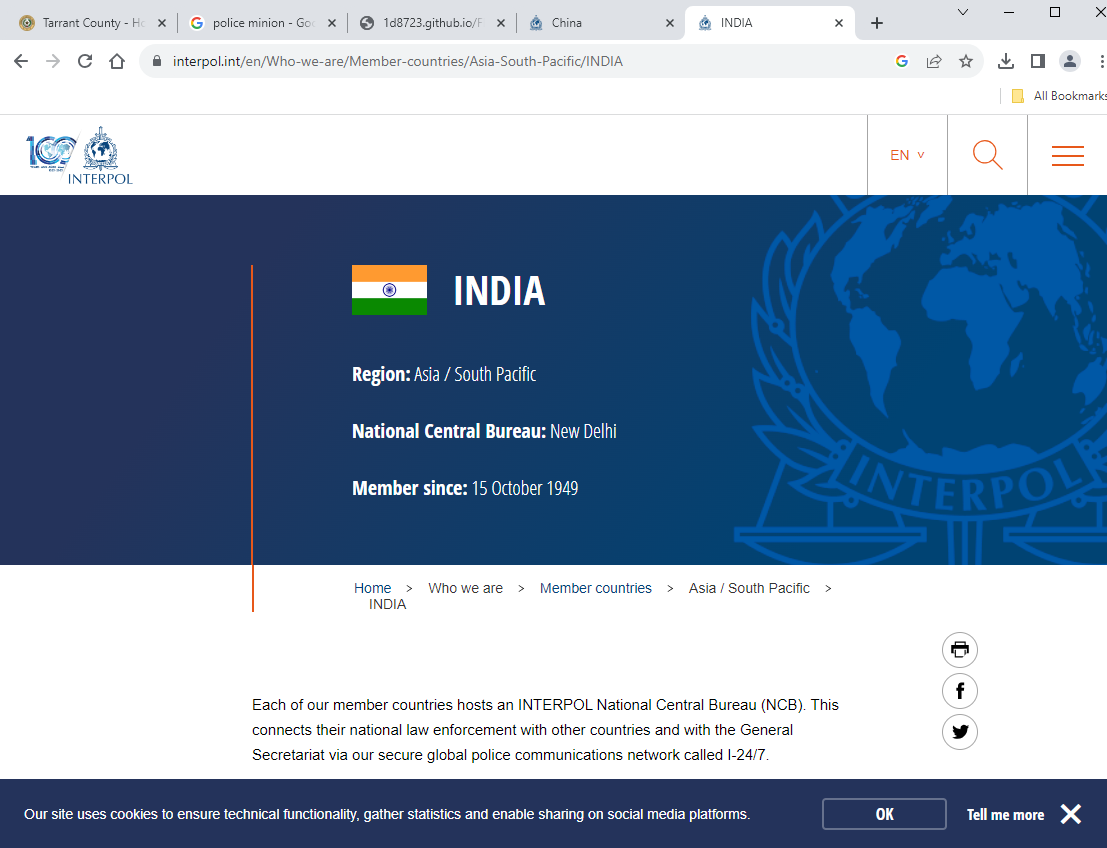 Tarrant County - Ho
police minion - Goo
1d8723.github.io/F
China
INDIA
interpol.int/en/Who-we-are/Member-countries/Asia-South-Pacific/INDIA
All Bookmarks
100
INTERPOL
EN
INDIA
Region: Asia / South Pacific
National Central Bureau: New Delhi
Member since: 15 October 1949
INTERPOL
Home > Who we are > Member countries > Asia / South Pacific >
INDIA
Each of our member countries hosts an INTERPOL National Central Bureau (NCB). This
connects their national law enforcement with other countries and with the General
Secretariat via our secure global police communications network called I-24/7.
Our site uses cookies to ensure technical functionality, gather statistics and enable sharing on social media platforms.
OK
Tell me more